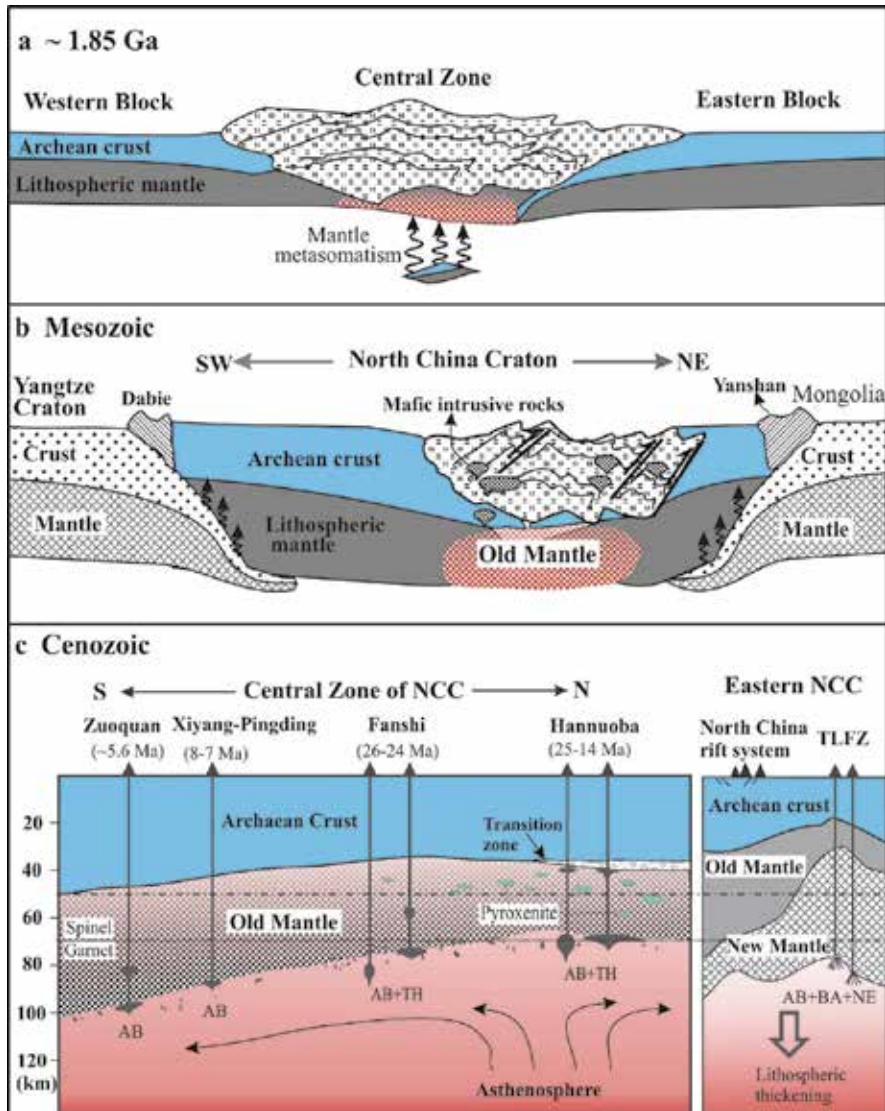 a ~ 1.85 Ga
Central Zone
Western Block
Eastern Block
Archean crust
Lithospheric mantle
Mantle
metasomatism
b Mesozoic
SW
North China Craton
NE
Yangtze
Craton
Dabie
Mafic intrusive rocks
Yanshan
Mongolia
Crust
Archean crust
Crust
Mantle
Lithospheric
mantle
Old Mantle
Mantle
c Cenozoic
S
Central Zone of NCC
N
Eastern NCC
Zuoquan
(~5.6 Ma)
Xiyang-Pingding
(8-7 Ma)
Fanshi
(26-24 Ma)
Hannuoba
(25-14 Ma)
North China
rift system
TLFZ
20
40
60
80
100
120
(km)
Archaean Crust
Transition
zone
Archean crust
Old Mantle
Spinel
Garnet
Old Mantle
Pyroxenite
New Mantle
AB
AB
AB+TH
AB+TH
AB+BA+NE
Asthenosphere
Lithospheric
thickening